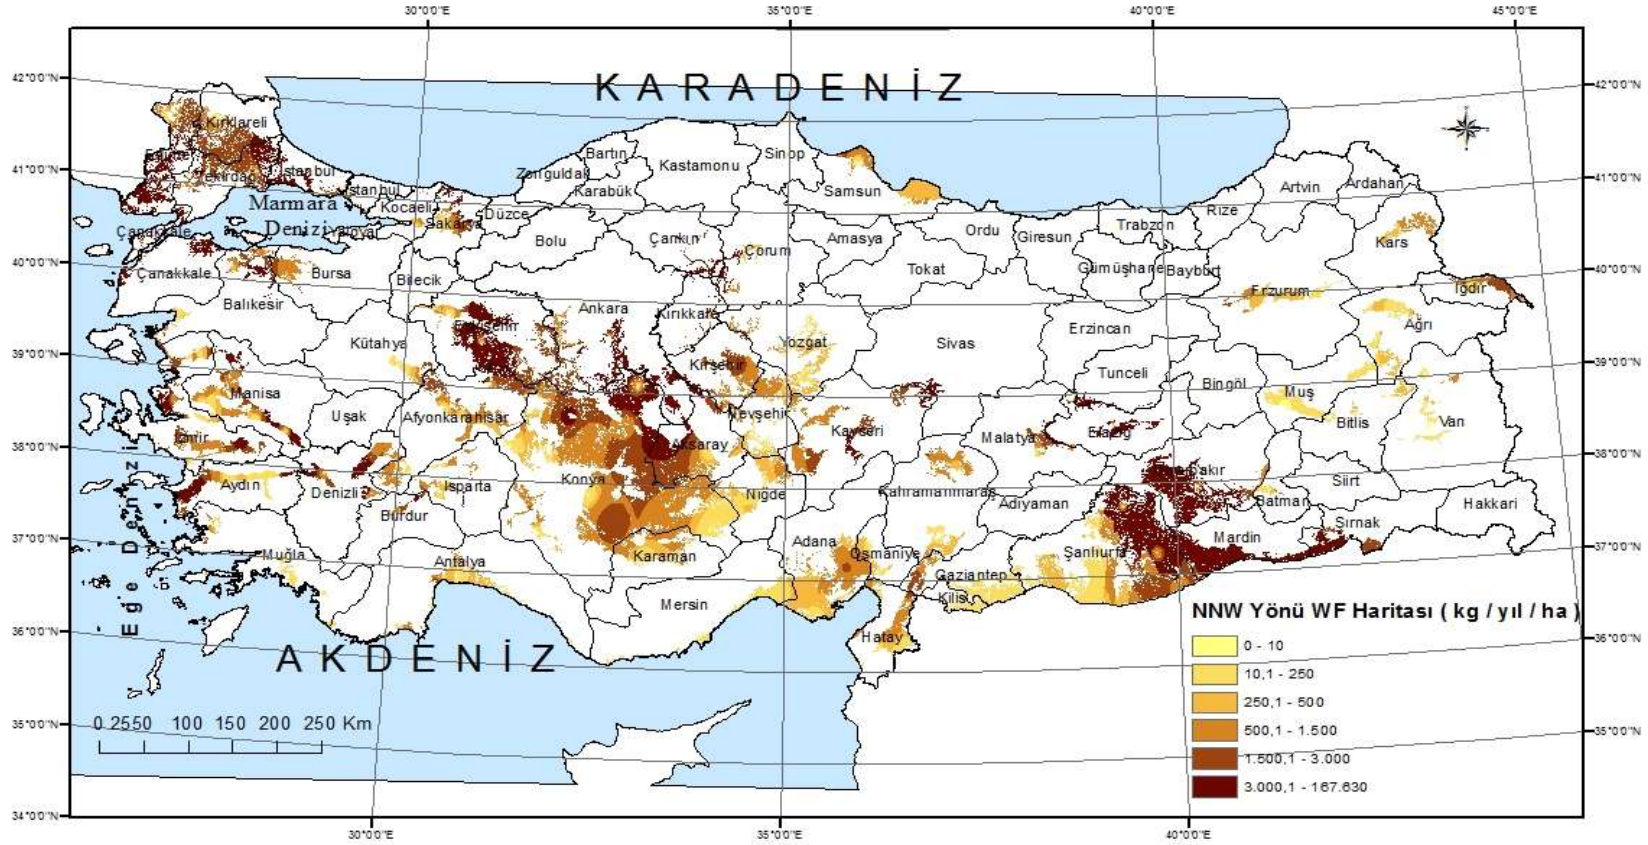 30°0'0"E 35°0'0"E 40°0'0"E 45°0'0"E
42°0'0"N 42°0'0"N
KARADENİZ
Kırklareli
Bartın Kastamonu Sinop
41°0'0"N 41°0'0"N
Tekirdağ İstanbul İstanbul Zonguldak Karabük Samsun Artvin Ardahan
Marmara Denizi Kocaeli Sakarya Düzce
Çanakkale Yalova Bolu Çankırı Çorum Amasya Ordu Giresun Trabzon Rize Kars
40°0'0"N 40°0'0"N
Çanakkale Bursa Bilecik Tokat Gümüşhane Bayburt
Balıkesir Ankara Kırıkkale Erzurum Iğdır
Kütahya Yozgat Sivas Erzincan Ağrı
39°0'0"N 39°0'0"N
Kırşehir Tunceli Bingöl Muş
Manisa Uşak Afyonkarahisar Nevşehir
İzmir Aksaray Kayseri Malatya Elazığ Bitlis Van
38°0'0"N 38°0'0"N
Aydın Denizli Isparta Konya Niğde Kahramanmaraş Adıyaman Batman Siirt Hakkari
Burdur Şırnak
37°0'0"N 37°0'0"N
Muğla Antalya Karaman Adana Osmaniye Gaziantep Şanlıurfa Mardin
Kilis
Mersin
Ege Denizi
36°0'0"N 36°0'0"N
Hatay
AKDENİZ
NNW Yönü WF Haritası ( kg / yıl / ha )
0 - 10
10,1 - 250
250,1 - 500
500,1 - 1.500
1.500,1 - 3.000
3.000,1 - 167.630
35°0'0"N 35°0'0"N
0 2550 100 150 200 250 Km
34°0'0"N
30°0'0"E 35°0'0"E 40°0'0"E